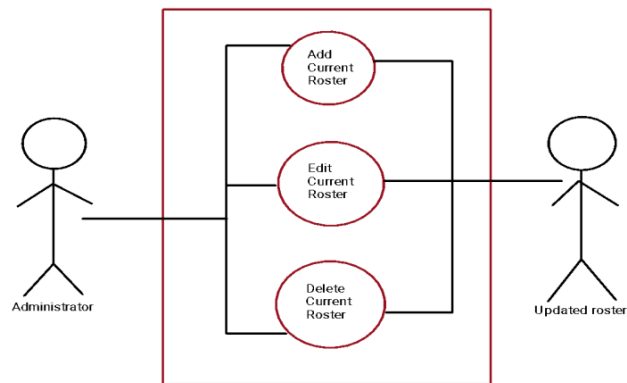 Add
Current
Roster
Edit
Current
Roster
Delete
Current
Roster
Administrator
Updated roster